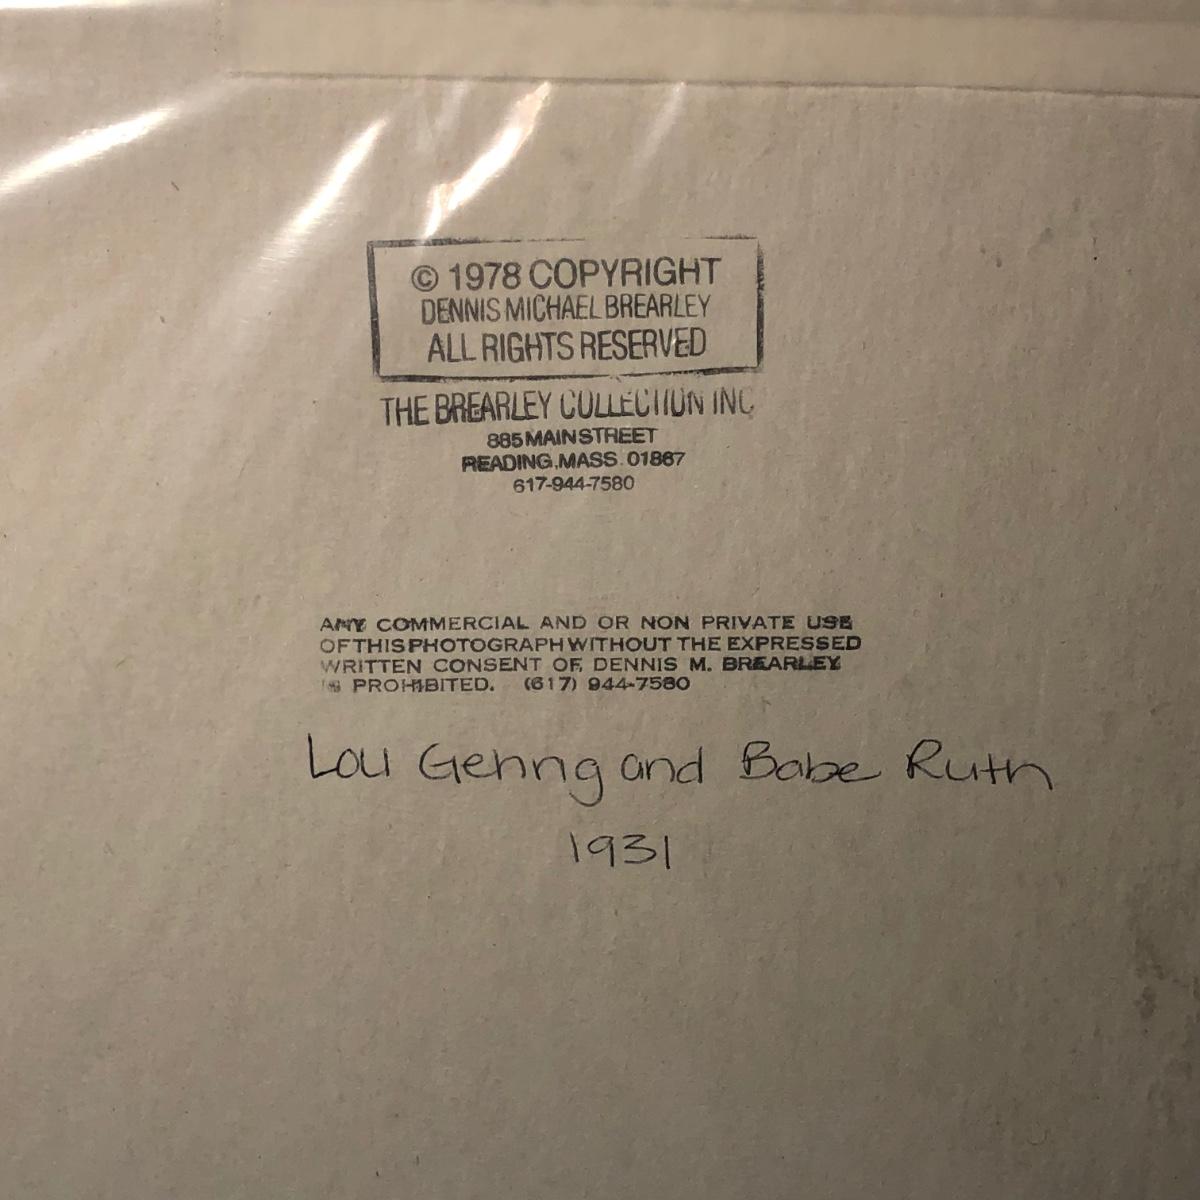 © 1978 COPYRIGHT
DENNIS MICHAEL BREARLEY
ALL RIGHTS RESERVED
THE BREARLEY COLLECTION INC
885 MAIN STREET
READING, MASS. 01867
617-944-7580
ANY COMMERCIAL AND OR NON PRIVATE USE
OF THIS PHOTOGRAPH WITHOUT THE EXPRESSED
WRITTEN CONSENT OF, DENNIS M. BREARLEY
IS PROHIBITED. (617) 944-7580
Lou Gehrig and Babe Ruth
1931